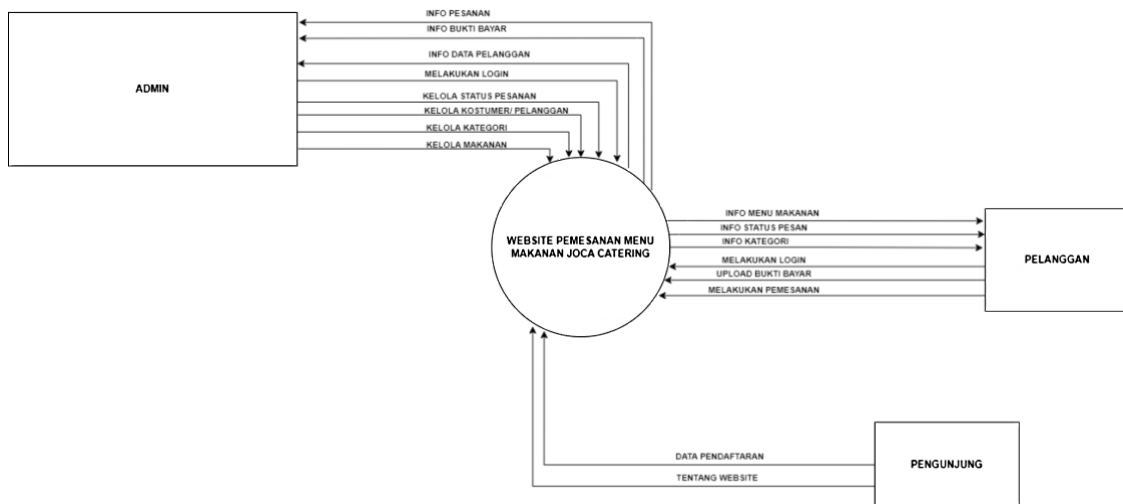 INFO PESANAN
INFO BUKTI BAYAR
INFO DATA PELANGGAN
MELAKUKAN LOGIN
ADMIN
KELOLA STATUS PESANAN
KELOLA KOSTUMER/ PELANGGAN
KELOLA KATEGORI
KELOLA MAKANAN
WEBSITE PEMESANAN MENU
MAKANAN JOCA CATERING
INFO MENU MAKANAN
INFO STATUS PESAN
INFO KATEGORI
MELAKUKAN LOGIN
UPLOAD BUKTI BAYAR
MELAKUKAN PEMESANAN
PELANGGAN
DATA PENDAFTARAN
TENTANG WEBSITE
PENGUNJUNG